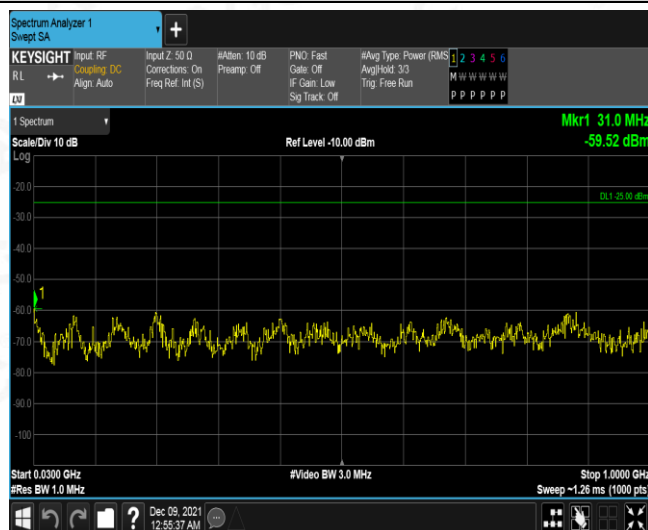 Spectrum Analyzer 1
Swept SA
+
KEYSIGHT
RL
LXI
Input: RF
Coupling: DC
Align: Auto
Input Z: 50 Ω
Corrections: On
Freq Ref: Int (S)
#Atten: 10 dB
Preamp: Off
PNO: Fast
Gate: Off
IF Gain: Low
Sig Track: Off
#Avg Type: Power (RMS
Avg|Hold: 3/3
Trig: Free Run
1 2 3 4 5 6
M W W W W W
P P P P P P
1 Spectrum
Mkr1 31.0 MHz
-59.52 dBm
Scale/Div 10 dB
Ref Level -10.00 dBm
Log
-20.0
DL1 -25.00 dBm
-30.0
-40.0
-50.0
1
-60.0
-70.0
-80.0
-90.0
-100
Start 0.0300 GHz
#Video BW 3.0 MHz
Stop 1.0000 GHz
#Res BW 1.0 MHz
Sweep ~1.26 ms (1000 pts)
?
Dec 09, 2021
12:55:37 AM